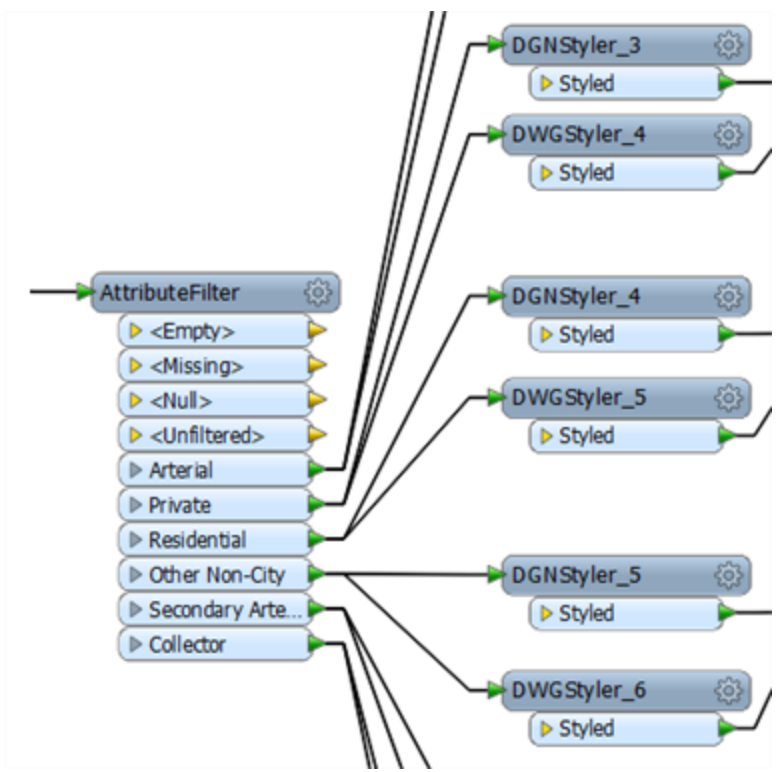 DGNStyler_3
Styled
DWGStyler_4
Styled
AttributeFilter
<Empty>
<Missing>
<Null>
<Unfiltered>
Arterial
Private
Residential
Other Non-City
Secondary Arte...
Collector
DGNStyler_4
Styled
DWGStyler_5
Styled
DGNStyler_5
Styled
DWGStyler_6
Styled